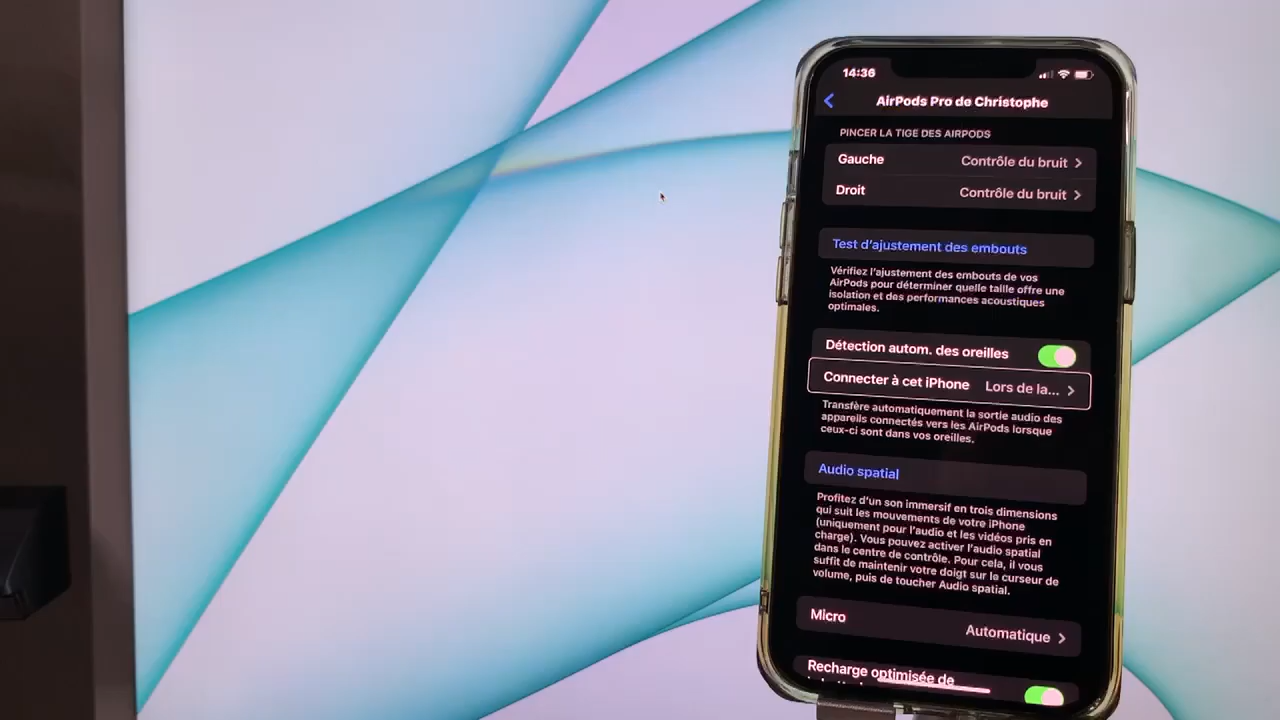 14:36
AirPods Pro de Christophe
PINCER LA TIGE DES AIRPODS
Gauche Contrôle du bruit
Droit Contrôle du bruit
Test d'ajustement des embouts
Vérifiez l'ajustement des embouts de vos
AirPods pour déterminer quelle taille offre une
isolation et des performances acoustiques
optimales.
Détection autom. des oreilles
Connecter à cet iPhone Lors de la...
Transfère automatiquement la sortie audio des
appareils connectés vers les AirPods lorsque
ceux-ci sont dans vos oreilles.
Audio spatial
Profitez d'un son immersif en trois dimensions
qui suit les mouvements de votre iPhone
(uniquement pour l'audio et les vidéos pris en
charge). Vous pouvez activer l'audio spatial
dans le centre de contrôle. Pour cela, il vous
suffit de maintenir votre doigt sur le curseur de
volume, puis de toucher Audio spatial.
Micro Automatique
Recharge optimisée de